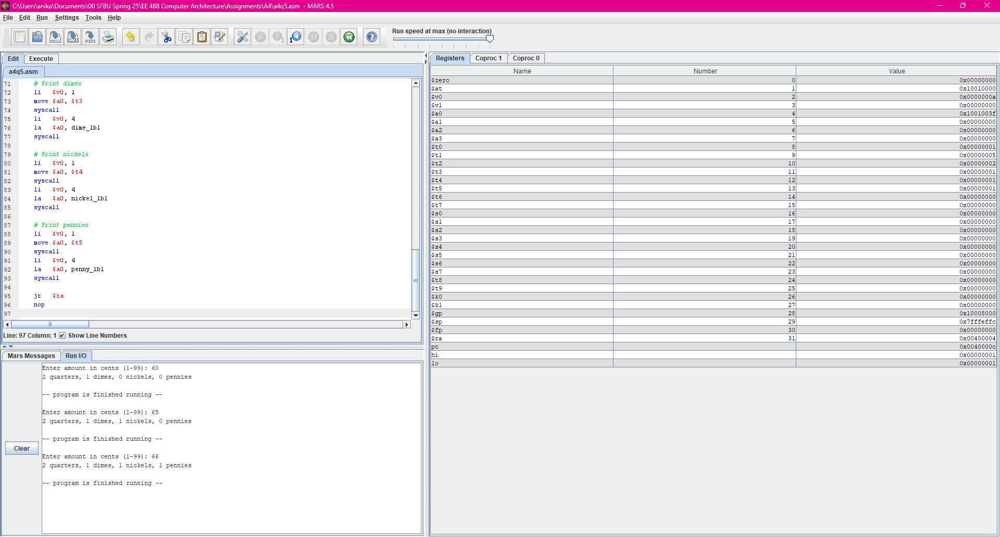 C:\Users\anika\Documents\00 SFBU Spring 25\EE 488 Computer Architecture\Assignments\A4\a4q5.asm - MARS 4.5
File Edit Run Settings Tools Help
Run speed at max (no interaction)
Edit Execute
a4q5.asm
71 # Print dimes
72 li $v0, 1
73 move $a0, $t3
74 syscall
75 li $v0, 4
76 la $a0, dime_lbl
77 syscall
78
79 # Print nickels
80 li $v0, 1
81 move $a0, $t4
82 syscall
83 li $v0, 4
84 la $a0, nickel_lbl
85 syscall
86
87 # Print pennies
88 li $v0, 1
89 move $a0, $t5
90 syscall
91 li $v0, 4
92 la $a0, penny_lbl
93 syscall
94
95 jr $ra
96 nop
97
Line: 97 Column: 1 Show Line Numbers
Mars Messages Run I/O
Clear
Enter amount in cents (1-99): 60
2 quarters, 1 dimes, 0 nickels, 0 pennies
-- program is finished running --
Enter amount in cents (1-99): 65
2 quarters, 1 dimes, 1 nickels, 0 pennies
-- program is finished running --
Enter amount in cents (1-99): 66
2 quarters, 1 dimes, 1 nickels, 1 pennies
-- program is finished running --
Registers Coproc 1 Coproc 0
Name Number Value
$zero 0 0x00000000
$at 1 0x10010000
$v0 2 0x0000000a
$v1 3 0x00000000
$a0 4 0x1001003f
$a1 5 0x00000000
$a2 6 0x00000000
$a3 7 0x00000000
$t0 8 0x00000001
$t1 9 0x00000005
$t2 10 0x00000002
$t3 11 0x00000001
$t4 12 0x00000001
$t5 13 0x00000001
$t6 14 0x00000000
$t7 15 0x00000000
$s0 16 0x00000000
$s1 17 0x00000000
$s2 18 0x00000000
$s3 19 0x00000000
$s4 20 0x00000000
$s5 21 0x00000000
$s6 22 0x00000000
$s7 23 0x00000000
$t8 24 0x00000000
$t9 25 0x00000000
$k0 26 0x00000000
$k1 27 0x00000000
$gp 28 0x10008000
$sp 29 0x7fffeffc
$fp 30 0x00000000
$ra 31 0x00400004
pc 0x0040000c
hi 0x00000001
lo 0x00000001